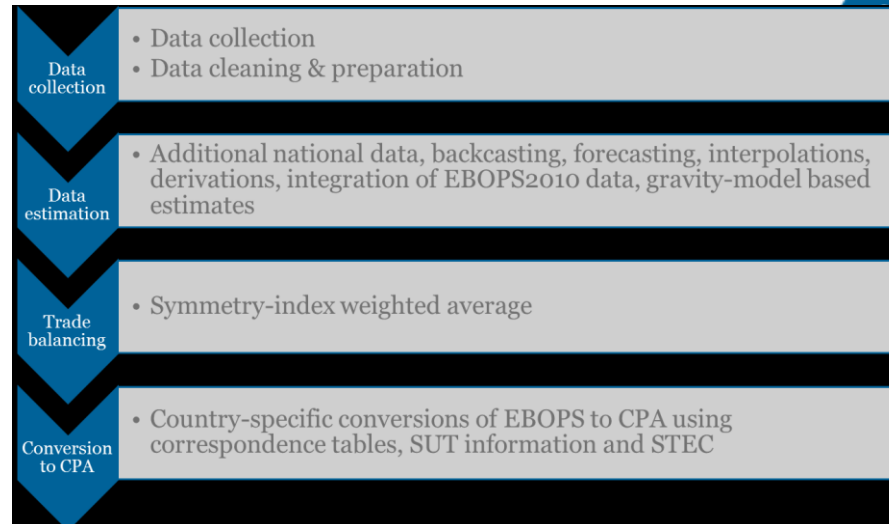 Data
collection
• Data collection
• Data cleaning & preparation
Data
estimation
• Additional national data, backcasting, forecasting, interpolations,
derivations, integration of EBOPS2010 data, gravity-model based
estimates
Trade
balancing
• Symmetry-index weighted average
Conversion
to CPA
• Country-specific conversions of EBOPS to CPA using
correspondence tables, SUT information and STEC